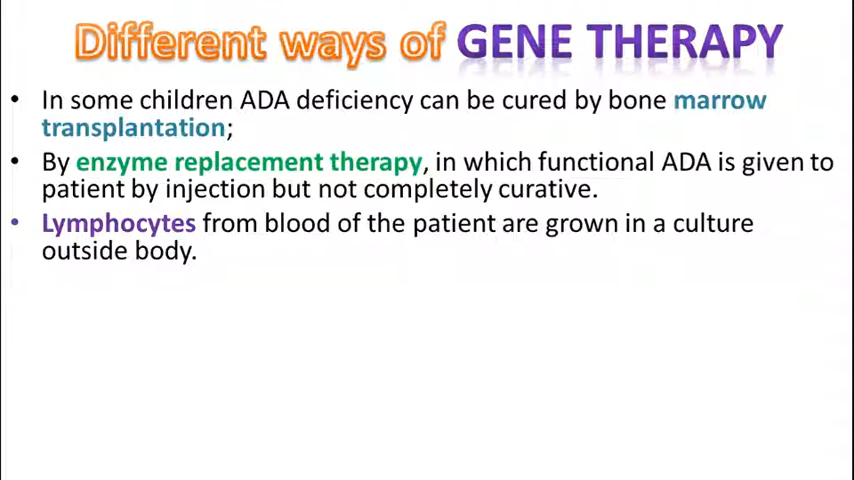 Different ways of GENE THERAPY
• In some children ADA deficiency can be cured by bone marrow
transplantation;
• By enzyme replacement therapy, in which functional ADA is given to
patient by injection but not completely curative.
• Lymphocytes from blood of the patient are grown in a culture
outside body.